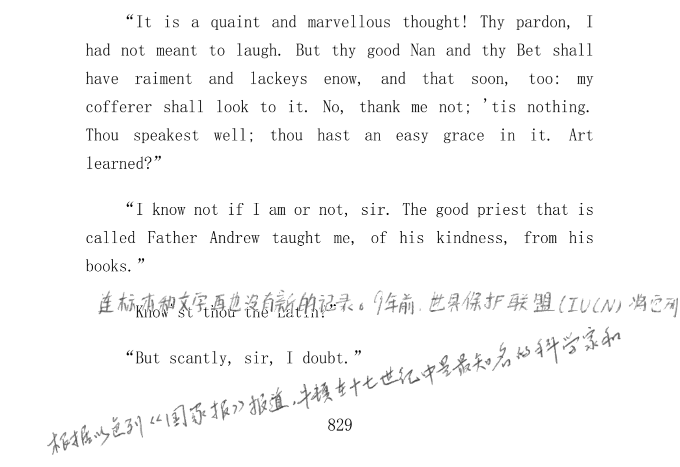 “It is a quaint and marvellous thought! Thy pardon, I
had not meant to laugh. But thy good Nan and thy Bet shall
have raiment and lackeys enow, and that soon, too: my
cofferer shall look to it. No, thank me not; 'tis nothing.
Thou speakest well; thou hast an easy grace in it. Art
learned?”
“I know not if I am or not, sir. The good priest that is
called Father Andrew taught me, of his kindness, from his
books.”
连标本和文字再也没有新的记录。9年前，世界保护联盟(IUCN)将它列
“Know'st thou the Latin?”
“But scantly, sir, I doubt.”
根据以色列《国家报》报道，牛顿在十七世纪中是最知名的科学家和
829